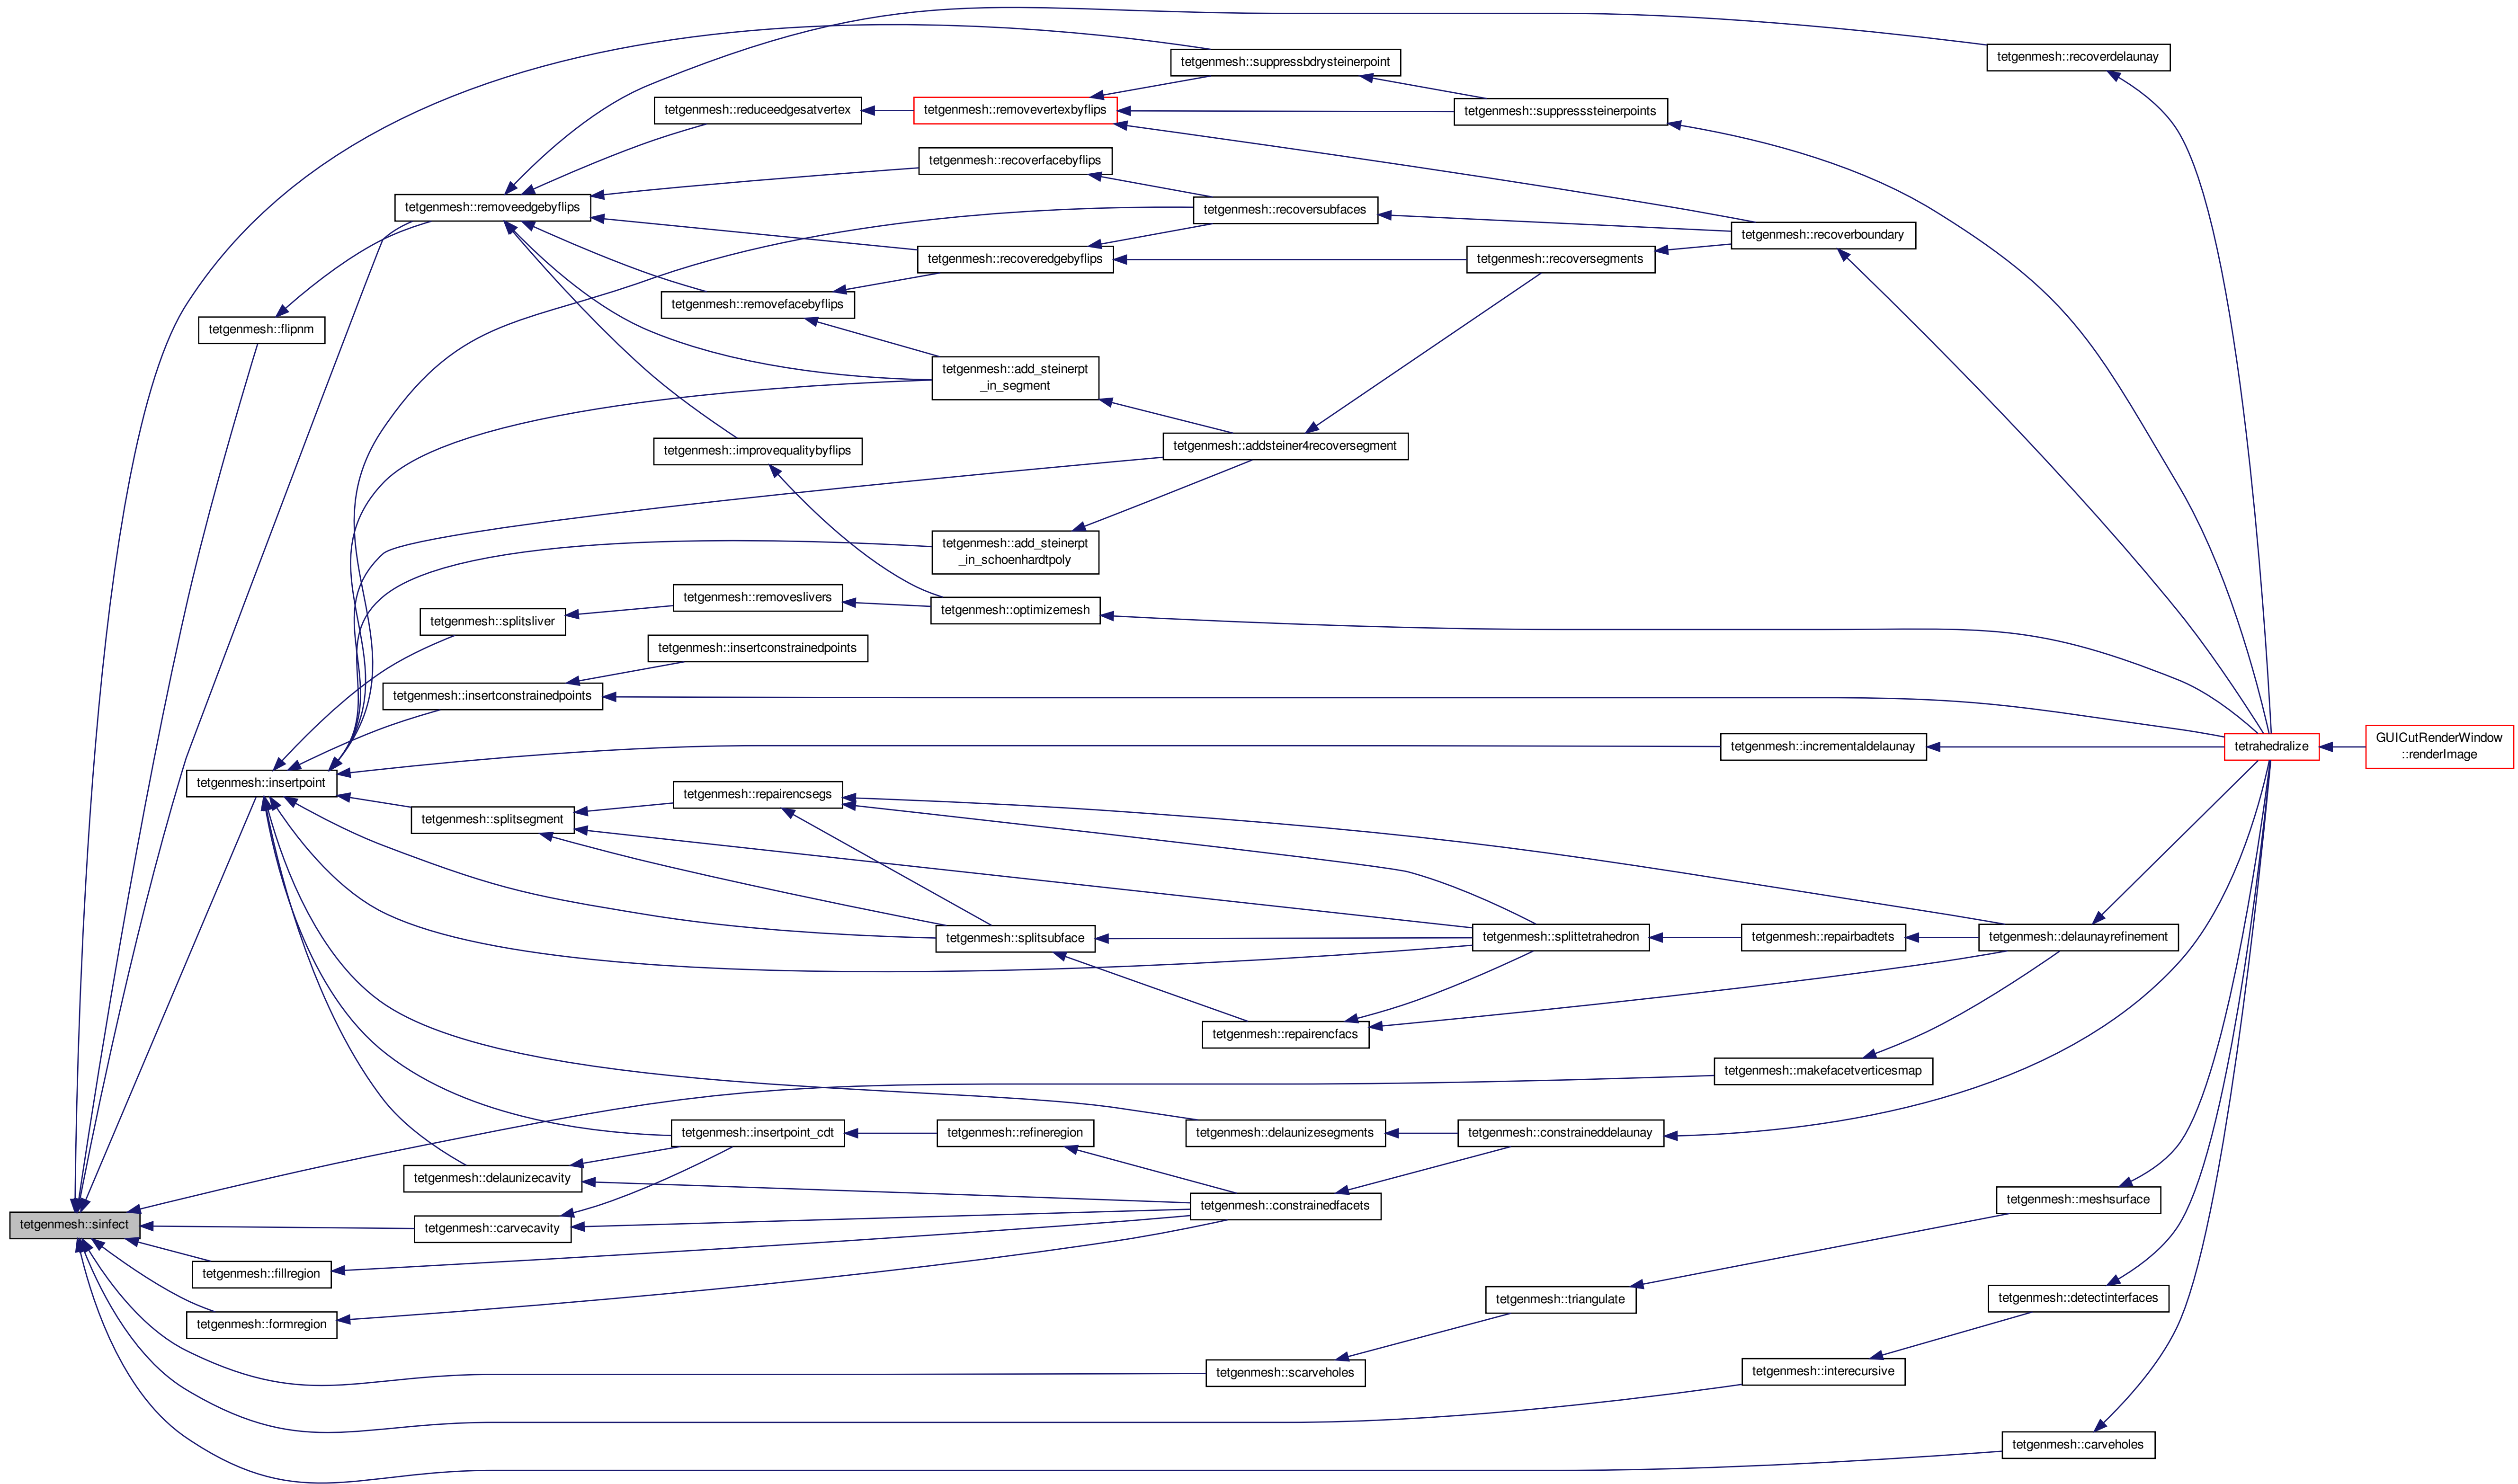 tetgenmesh::recoverdelaunay
tetgenmesh::suppressbdrysteinerpoint
tetgenmesh::reduceedgesatvertex
tetgenmesh::removevertexbyflips
tetgenmesh::suppresssteinerpoints
tetgenmesh::recoverfacebyflips
tetgenmesh::removeedgebyflips
tetgenmesh::recoversubfaces
tetgenmesh::recoverboundary
tetgenmesh::recoveredgebyflips
tetgenmesh::recoversegments
tetgenmesh::removefacebyflips
tetgenmesh::flipnm
tetgenmesh::add_steinerpt
_in_segment
tetgenmesh::improvequalitybyflips
tetgenmesh::addsteiner4recoversegment
tetgenmesh::add_steinerpt
_in_schoenhardtpoly
tetgenmesh::removeslivers
tetgenmesh::optimizemesh
tetgenmesh::splitsliver
tetgenmesh::insertconstrainedpoints
tetgenmesh::insertconstrainedpoints
tetgenmesh::incrementaldelaunay
tetrahedralize
GUICutRenderWindow
::renderImage
tetgenmesh::insertpoint
tetgenmesh::repairencsegs
tetgenmesh::splitsegment
tetgenmesh::splitsubface
tetgenmesh::splittetrahedron
tetgenmesh::repairbadtets
tetgenmesh::delaunayrefinement
tetgenmesh::repairencfacs
tetgenmesh::makefacetverticesmap
tetgenmesh::insertpoint_cdt
tetgenmesh::refineregion
tetgenmesh::delaunizesegments
tetgenmesh::constraineddelaunay
tetgenmesh::delaunizecavity
tetgenmesh::constrainedfacets
tetgenmesh::meshsurface
tetgenmesh::sinfect
tetgenmesh::carvecavity
tetgenmesh::fillregion
tetgenmesh::triangulate
tetgenmesh::detectinterfaces
tetgenmesh::formregion
tetgenmesh::scarveholes
tetgenmesh::interecursive
tetgenmesh::carveholes